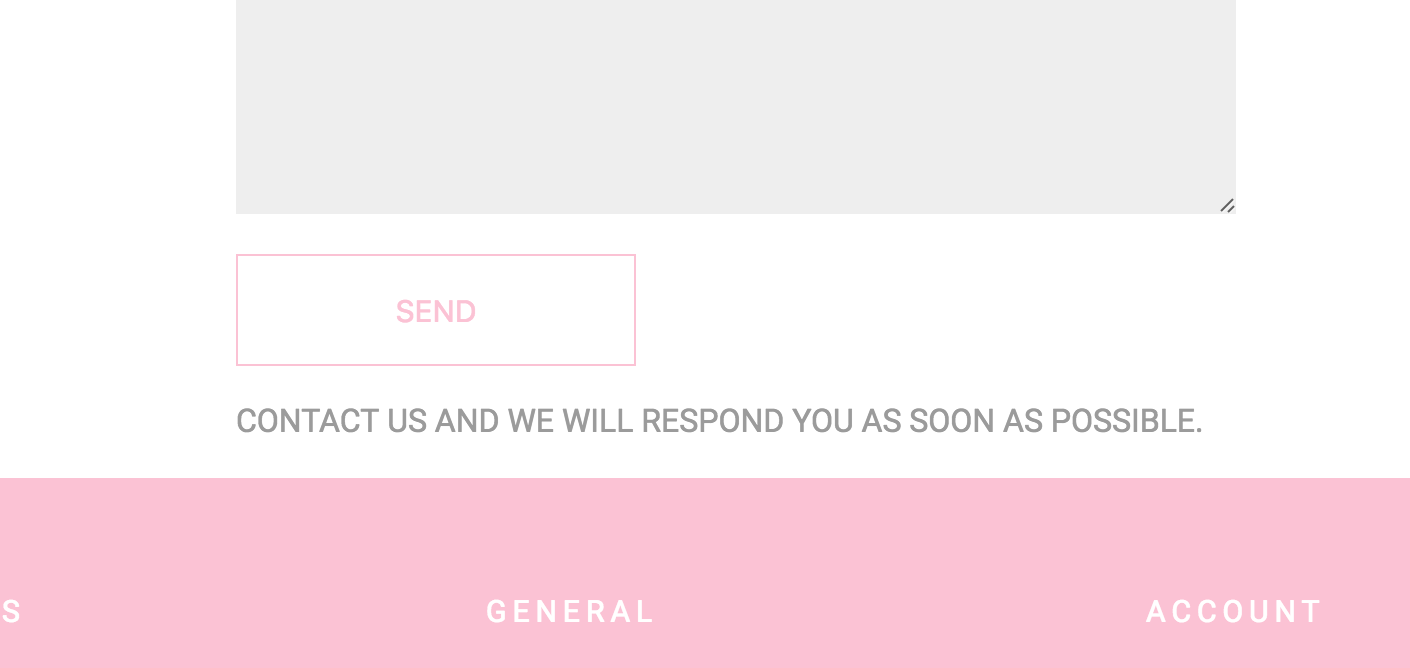 SEND
CONTACT US AND WE WILL RESPOND YOU AS SOON AS POSSIBLE.
S GENERAL ACCOUNT